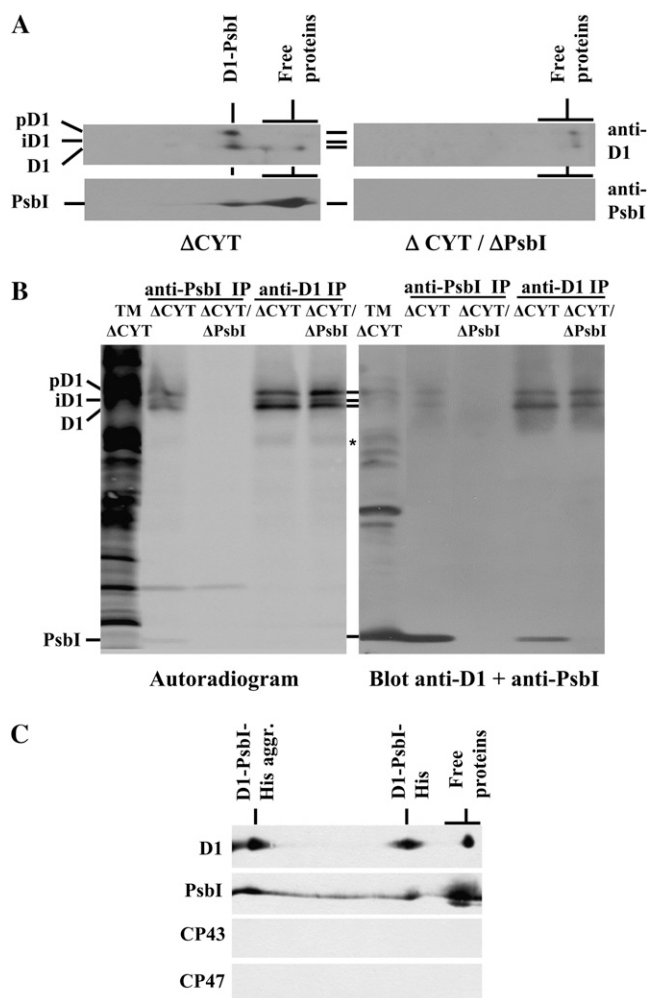 A
D1-PsbI
Free
proteins
Free
proteins
pD1
iD1
D1
anti-
D1
PsbI
anti-
PsbI
ΔCYT
Δ CYT / ΔPsbI
B
anti-PsbI IP
anti-D1 IP
anti-PsbI IP
anti-D1 IP
TM
ΔCYT
ΔCYT
ΔCYT/
ΔPsbI
ΔCYT
ΔCYT/
ΔPsbI
TM
ΔCYT
ΔCYT
ΔCYT/
ΔPsbI
ΔCYT
ΔCYT/
ΔPsbI
pD1
iD1
D1
*
PsbI
Autoradiogram
Blot anti-D1 + anti-PsbI
C
D1-PsbI-
His aggr.
D1-PsbI-
His
Free
proteins
D1
PsbI
CP43
CP47